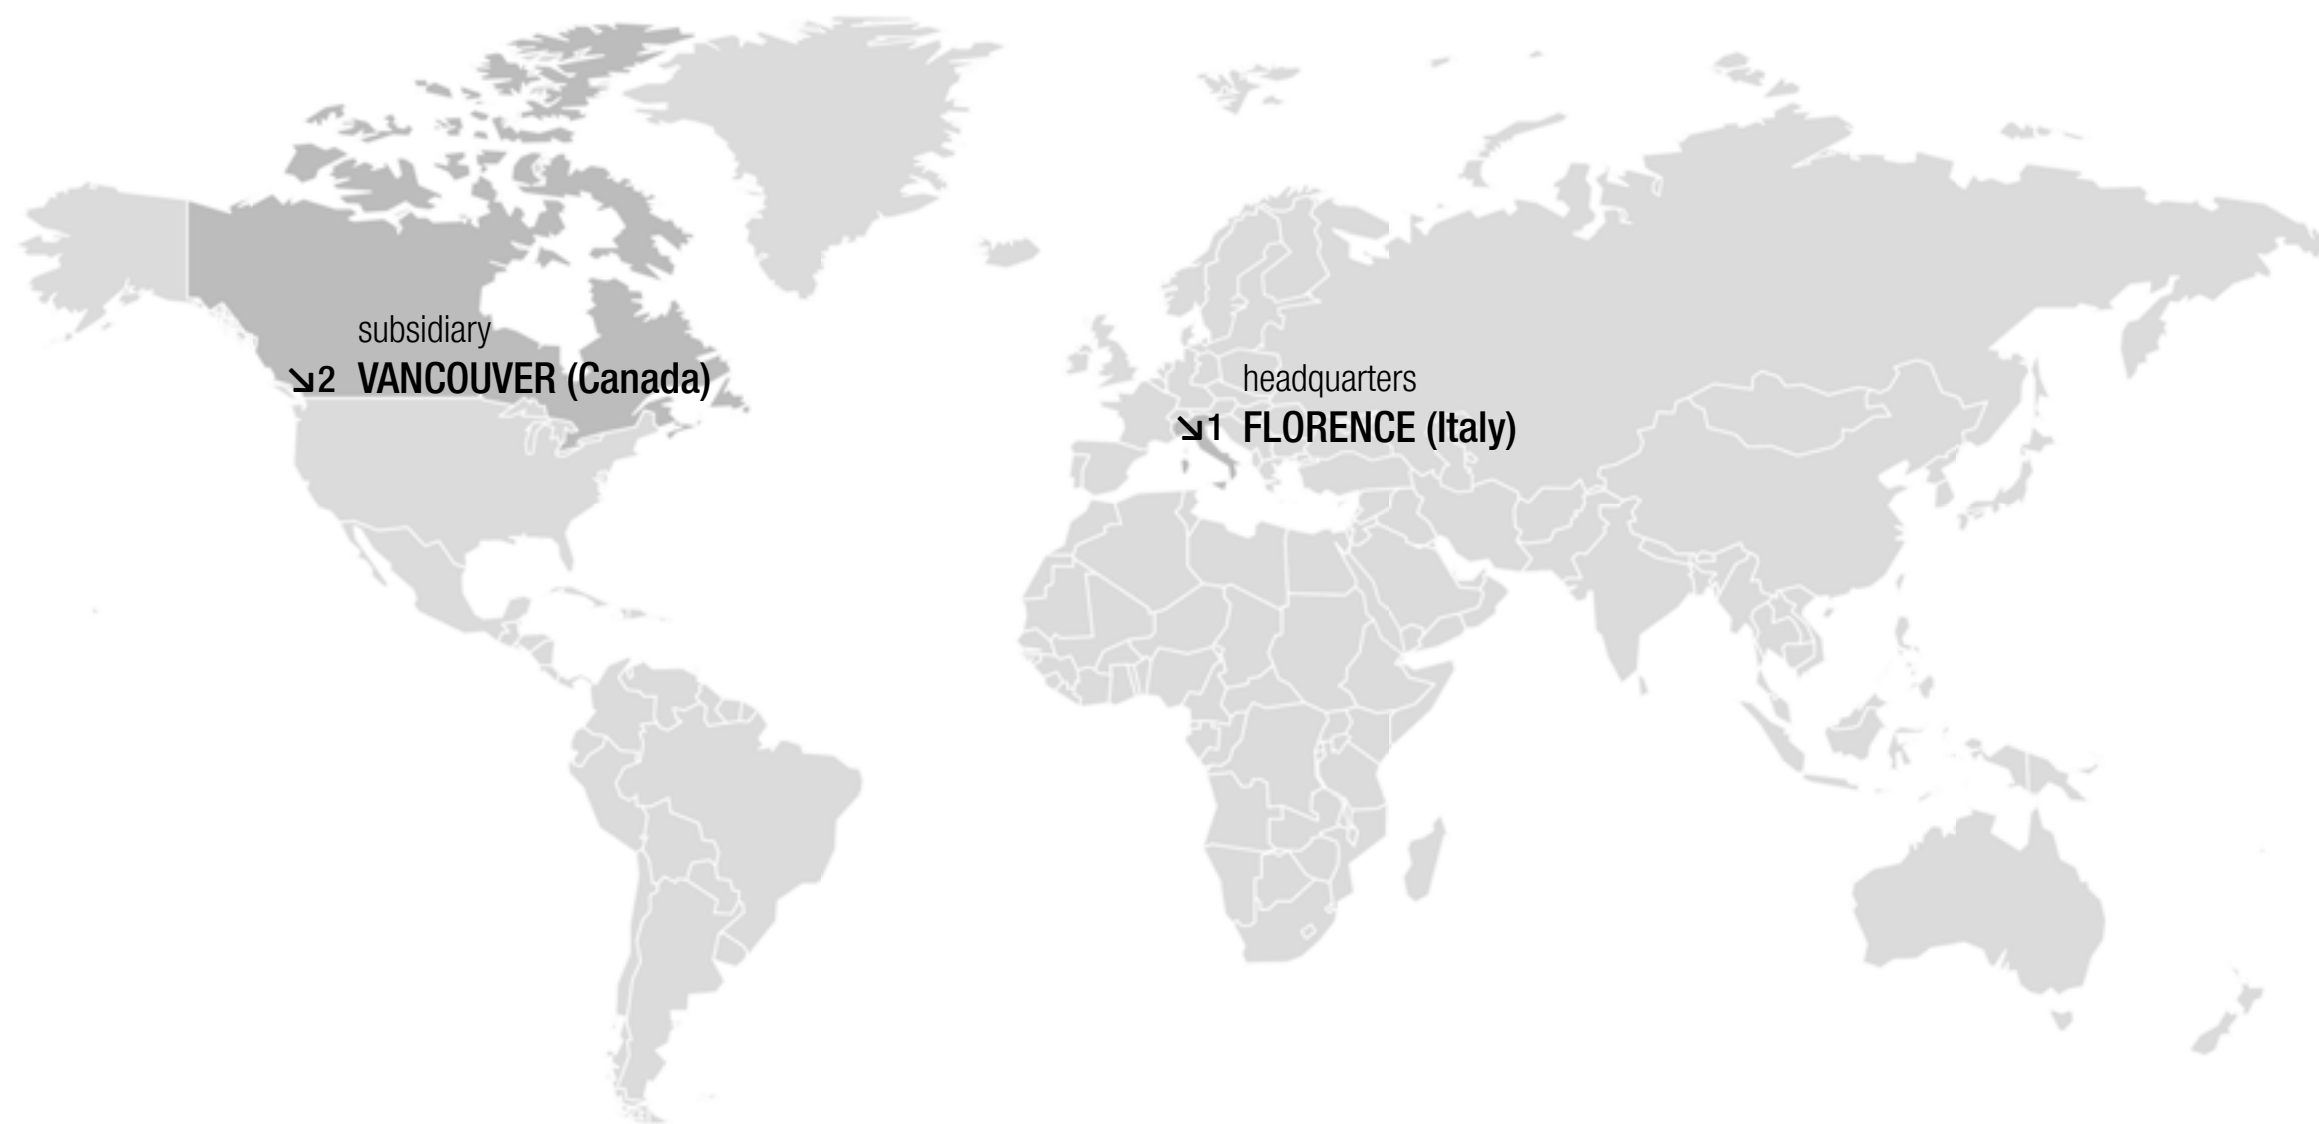 subsidiary
↘2 VANCOUVER (Canada)
headquarters
↘1 FLORENCE (Italy)